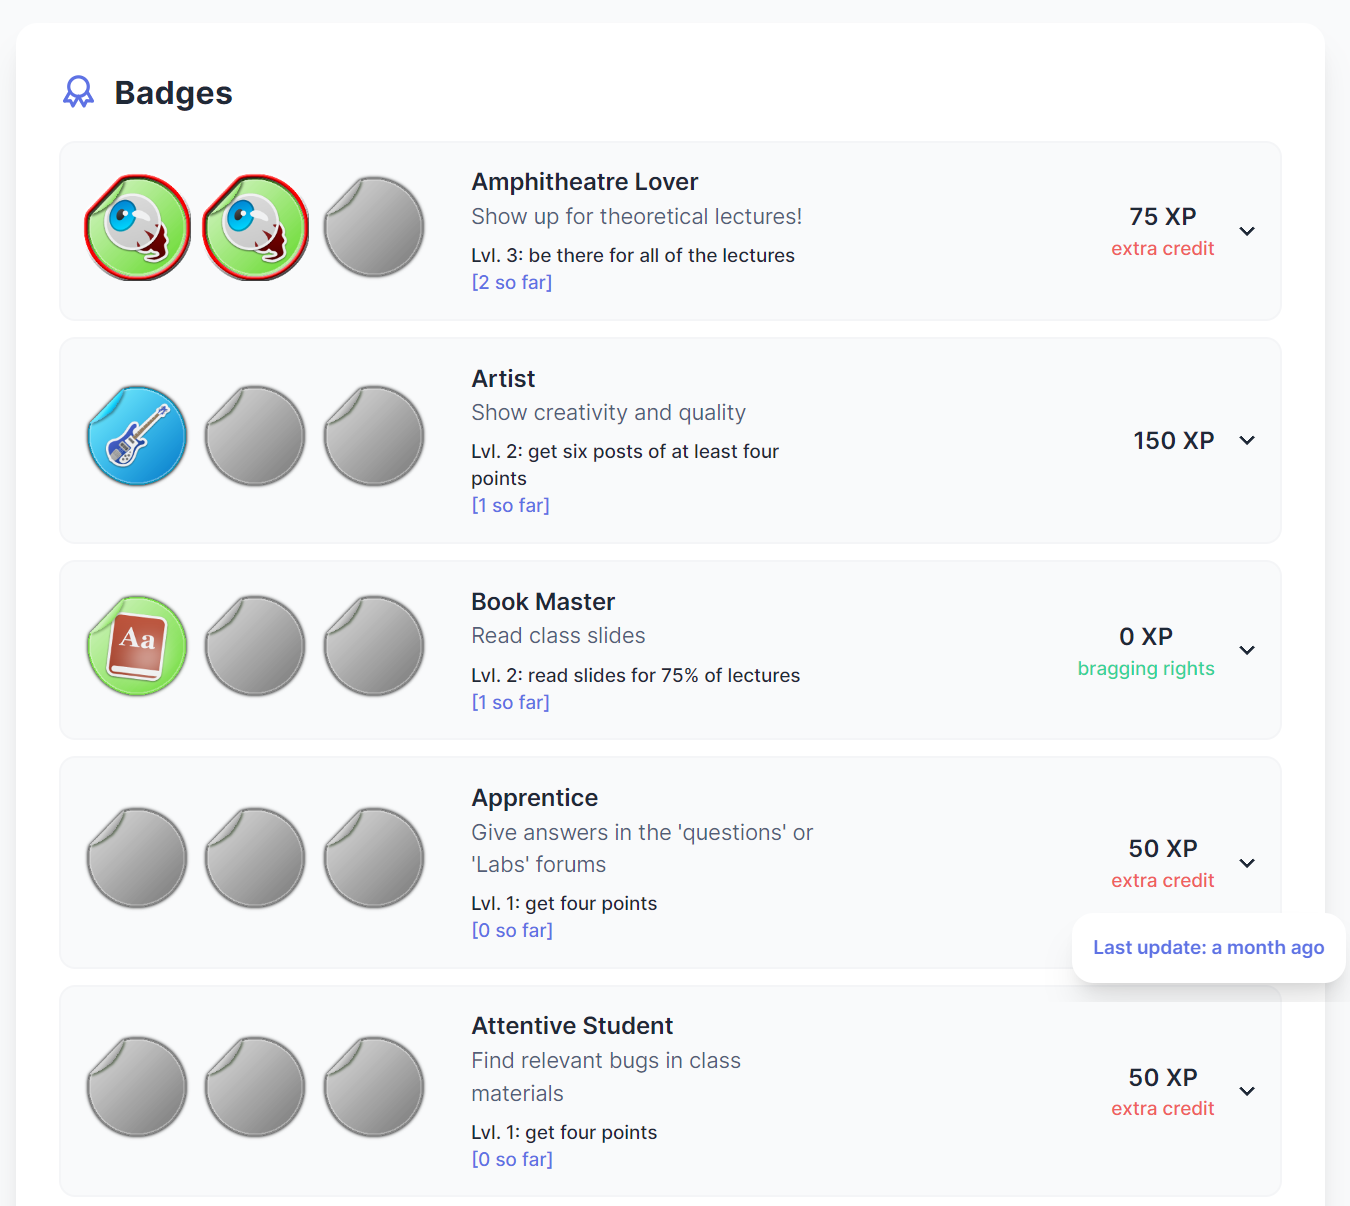 Badges
Amphitheatre Lover
Show up for theoretical lectures!
Lvl. 3: be there for all of the lectures
[2 so far]
75 XP
extra credit
Artist
Show creativity and quality
Lvl. 2: get six posts of at least four
points
[1 so far]
150 XP
Aa
Book Master
Read class slides
Lvl. 2: read slides for 75% of lectures
[1 so far]
0 XP
bragging rights
Apprentice
Give answers in the 'questions' or
'Labs' forums
Lvl. 1: get four points
[0 so far]
50 XP
extra credit
Last update: a month ago
Attentive Student
Find relevant bugs in class
materials
Lvl. 1: get four points
[0 so far]
50 XP
extra credit